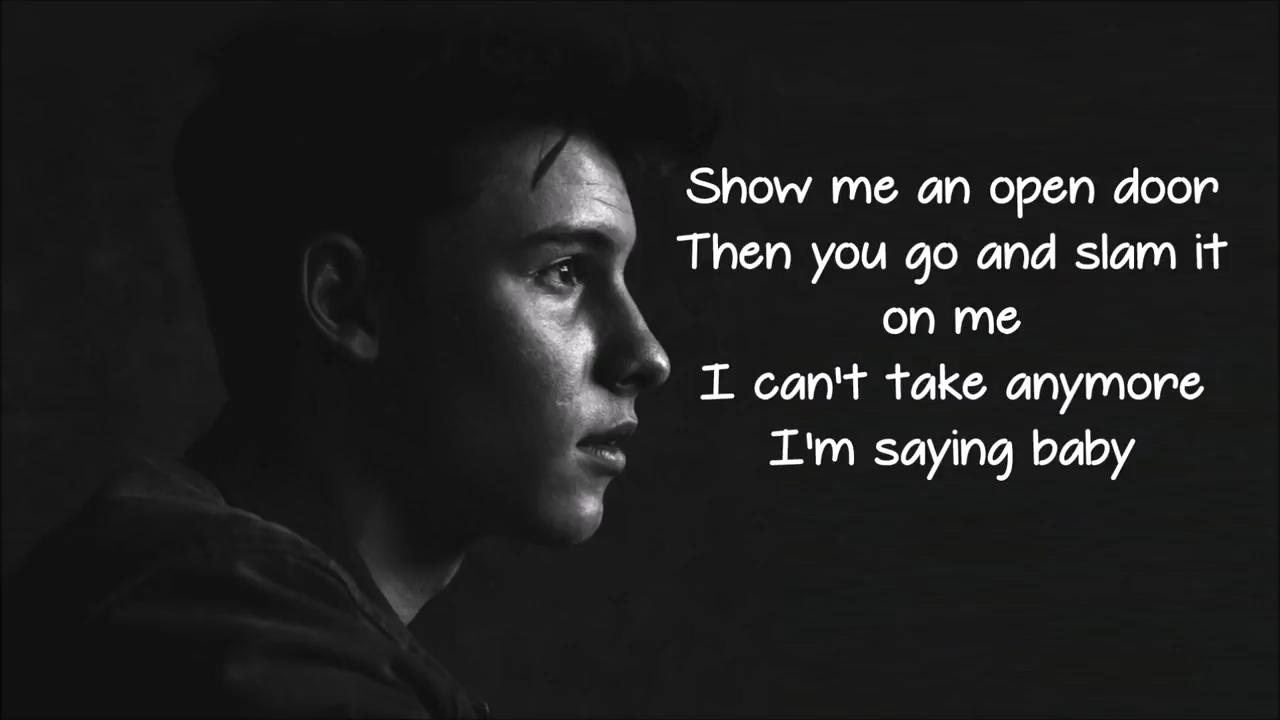 Show me an open door
Then you go and slam it
on me
I can't take anymore
I'm saying baby